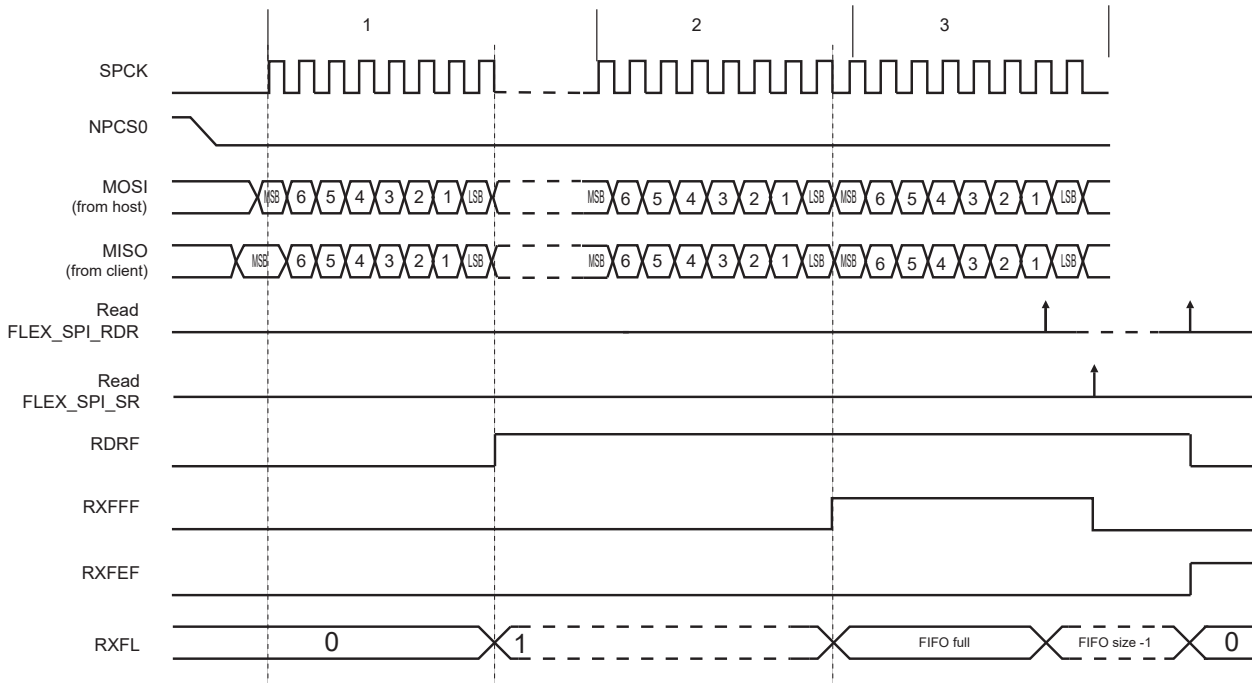 1 2 3
SPCK
NPCS0
MOSI MSB 6 5 4 3 2 1 LSB MSB 6 5 4 3 2 1 LSB MSB 6 5 4 3 2 1 LSB
(from host)
MISO MSB 6 5 4 3 2 1 LSB MSB 6 5 4 3 2 1 LSB MSB 6 5 4 3 2 1 LSB
(from client)
Read
FLEX_SPI_RDR
Read
FLEX_SPI_SR
RDRF
RXFFF
RXFEF
RXFL 0 1 FIFO full FIFO size -1 0